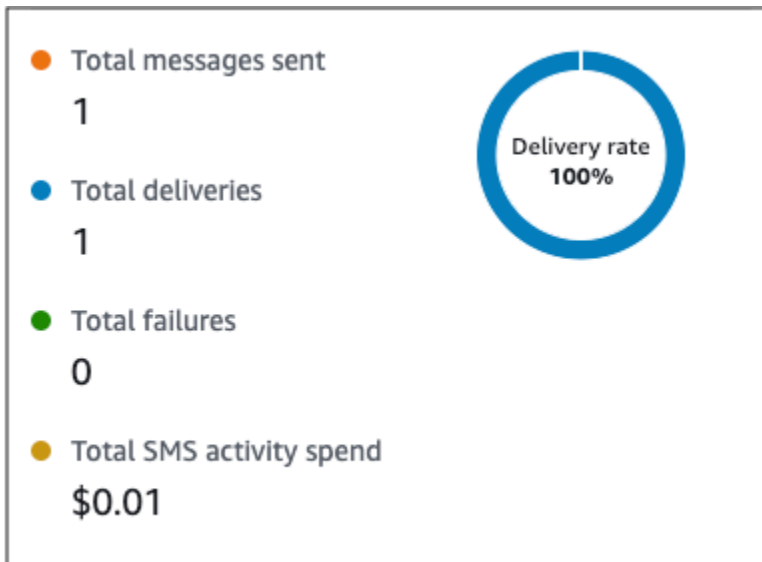 Total messages sent
1
Total deliveries
1
Total failures
0
Total SMS activity spend
$0.01
Delivery rate
100%